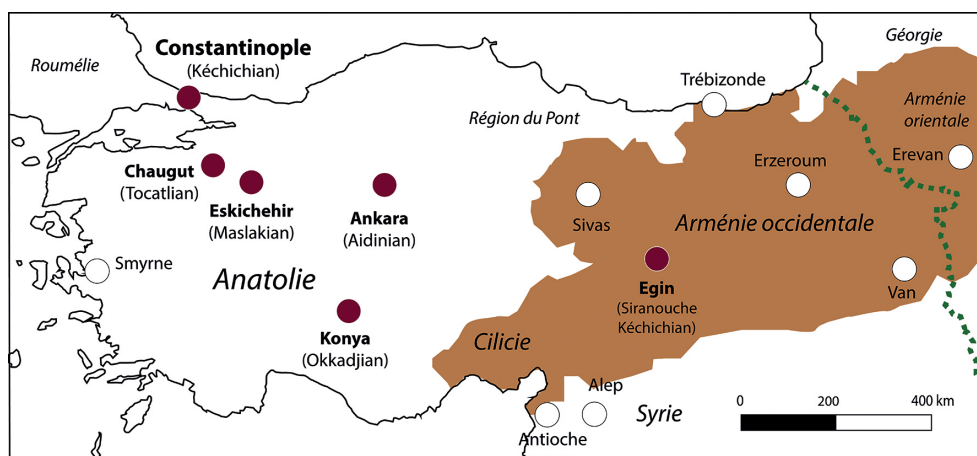 Géorgie
Constantinople
(Kéchichian)
Roumélie
Trébizonde
Région du Pont
Arménie
orientale
Erevan
Chaugut
(Tocatlian)
Eskichehir
(Maslakian)
Ankara
(Aidinian)
Erzeroum
Sivas
Arménie occidentale
Smyrne
Anatolie
Egin
(Siranouche
Kéchichian)
Van
Konya
(Okkadjian)
Cilicie
Alep
Antioche
Syrie
0 200 400 km